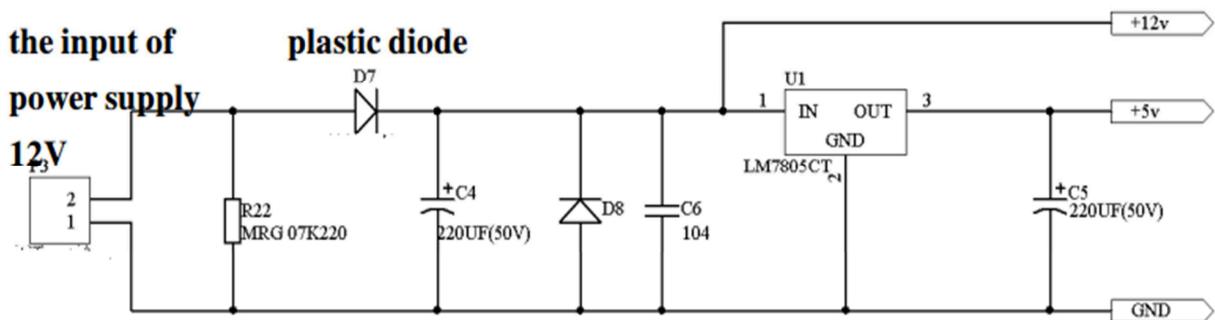 the input of
power supply
12V
plastic diode
D7
2
1
R22
MRG 07K220
+C4
220UF(50V)
D8
C6
104
U1
1
IN OUT
GND
3
LM7805CT
2
+12v
+5v
+C5
220UF(50V)
GND